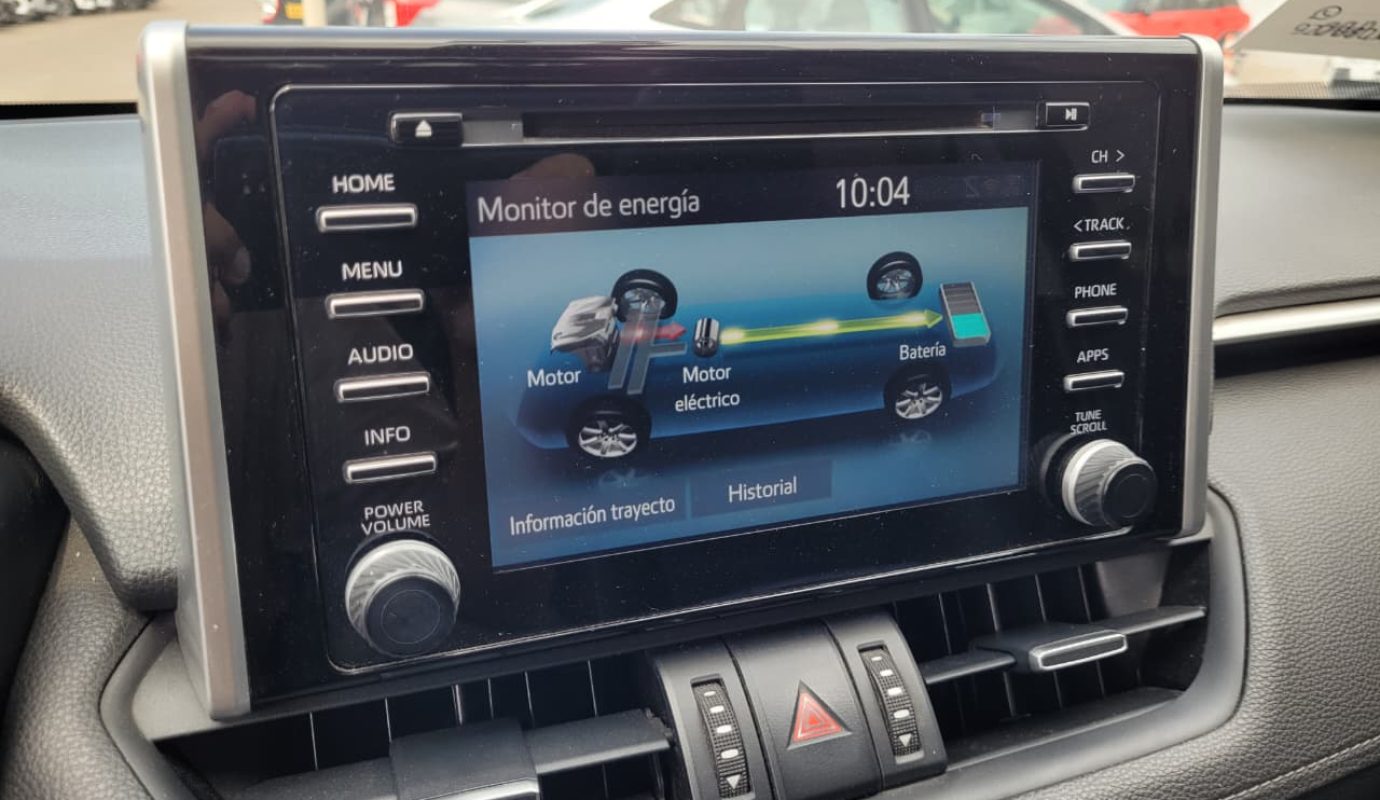 HOME
MENU
AUDIO
INFO
POWER
VOLUME
Monitor de energía
10:04
Motor
Motor
eléctrico
Batería
Información trayecto
Historial
CH >
< TRACK
PHONE
APPS
TUNE
SCROLL